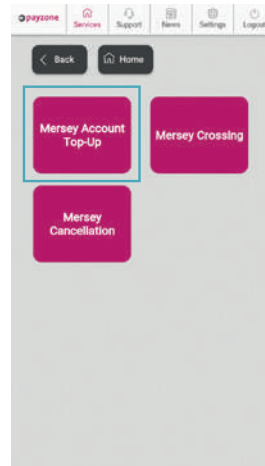 payzone
Services Support News Settings Logout
Back Home
Mersey Account
Top-Up
Mersey Crossing
Mersey
Cancellation